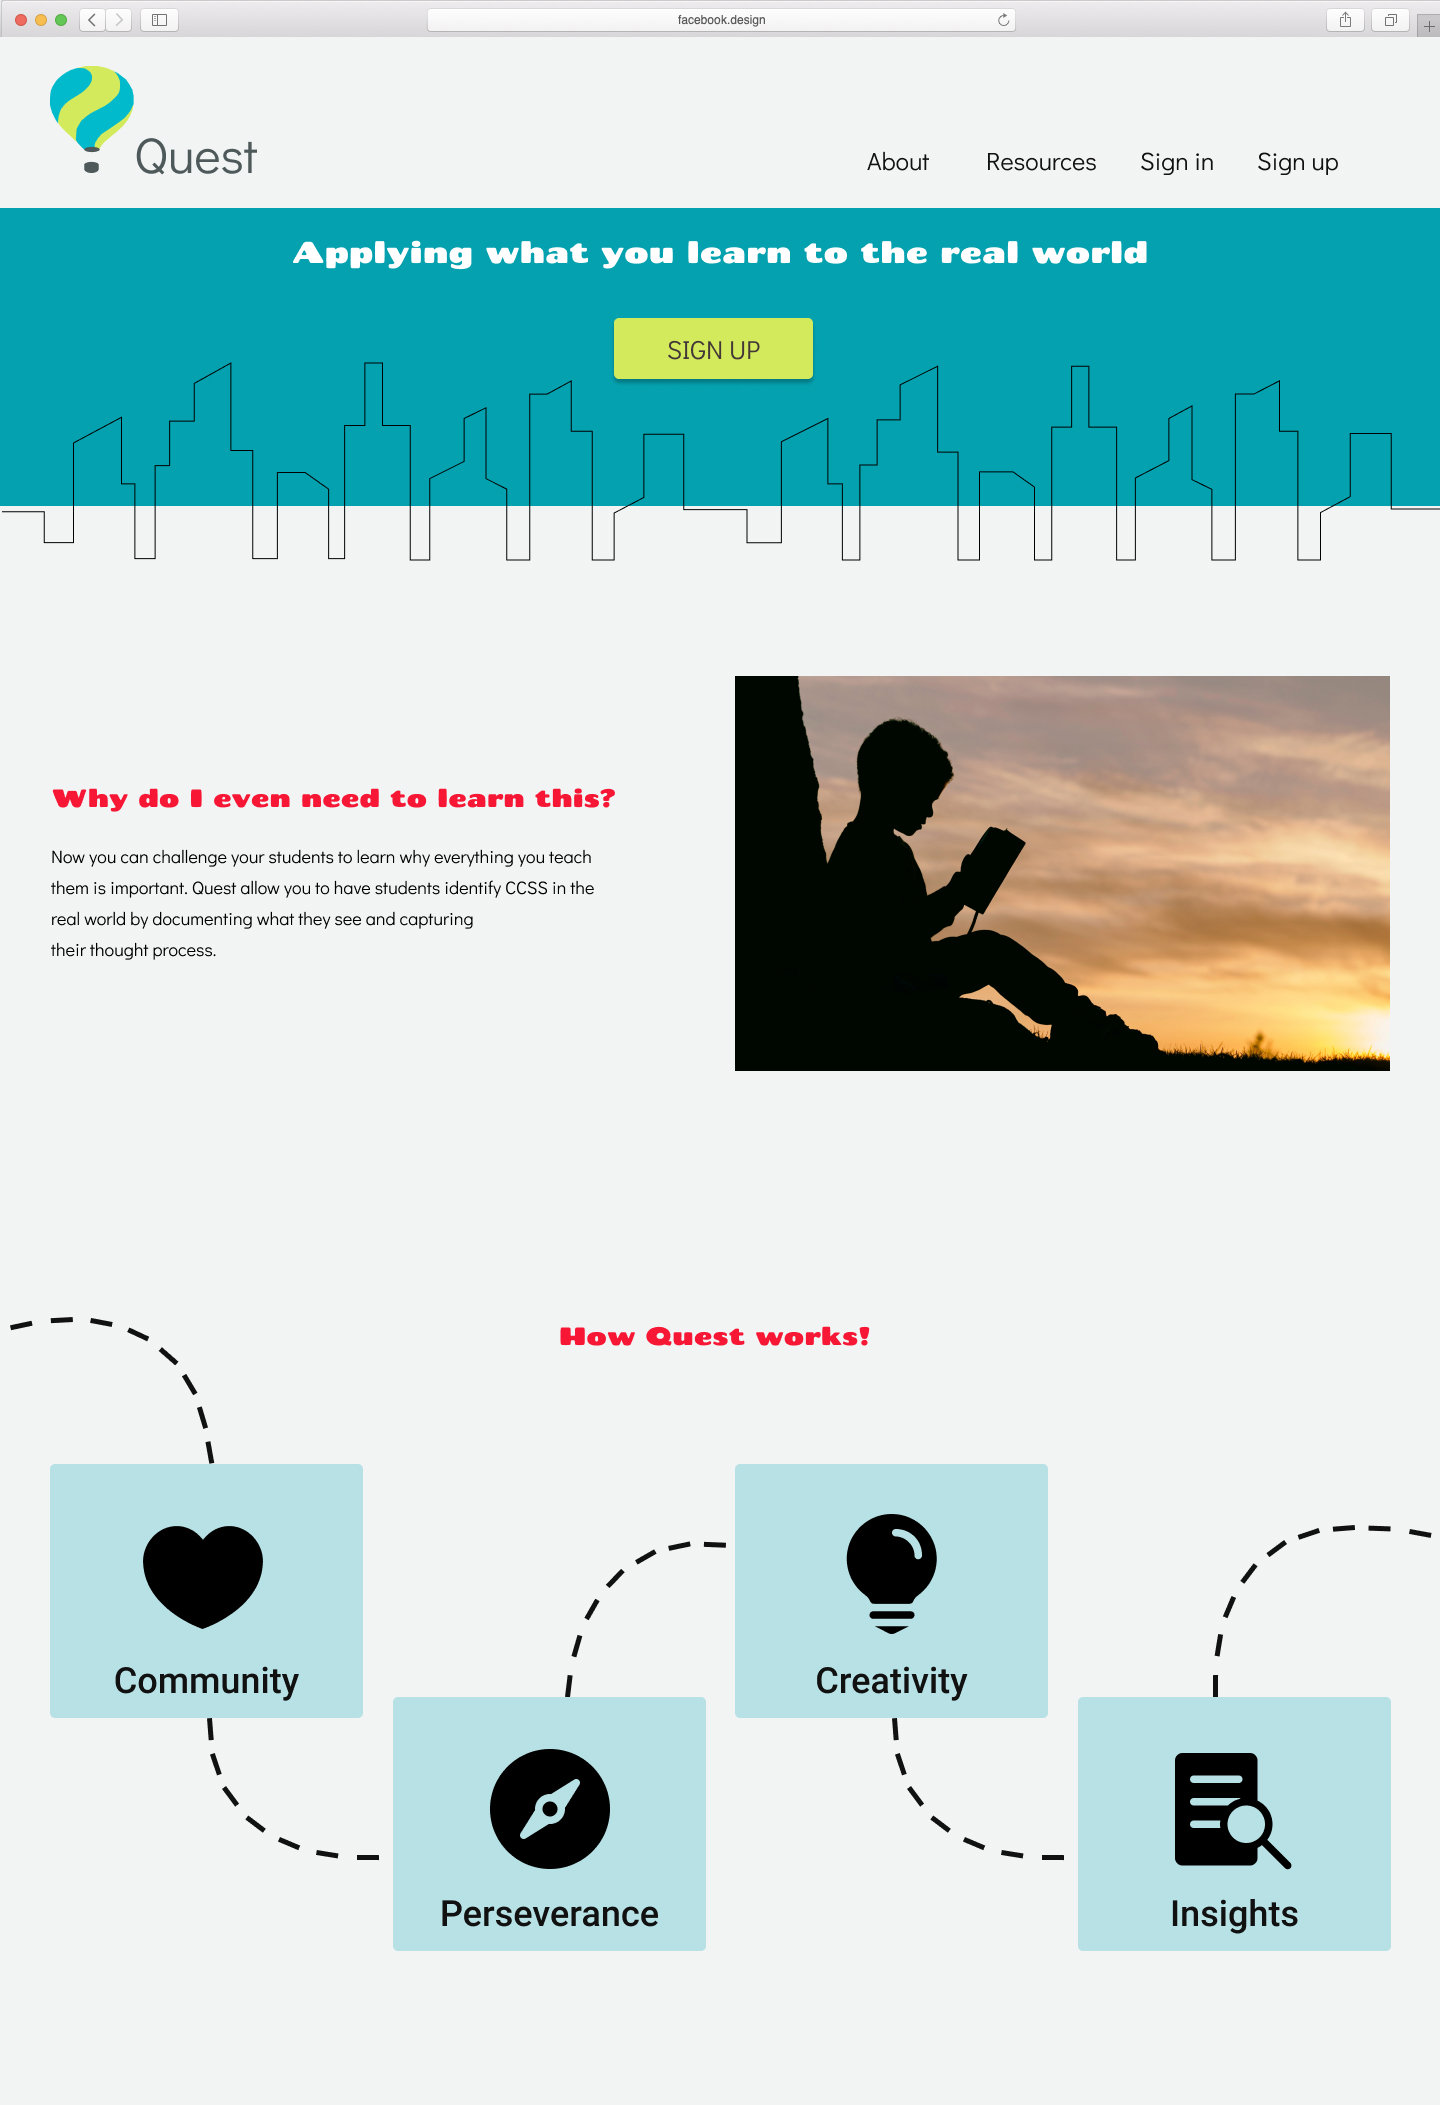 facebook.design
Quest
About Resources Sign in Sign up
Applying what you learn to the real world
SIGN UP
Why do I even need to learn this?
Now you can challenge your students to learn why everything you teach
them is important. Quest allow you to have students identify CCSS in the
real world by documenting what they see and capturing
their thought process.
How Quest works!
Community
Creativity
Perseverance
Insights